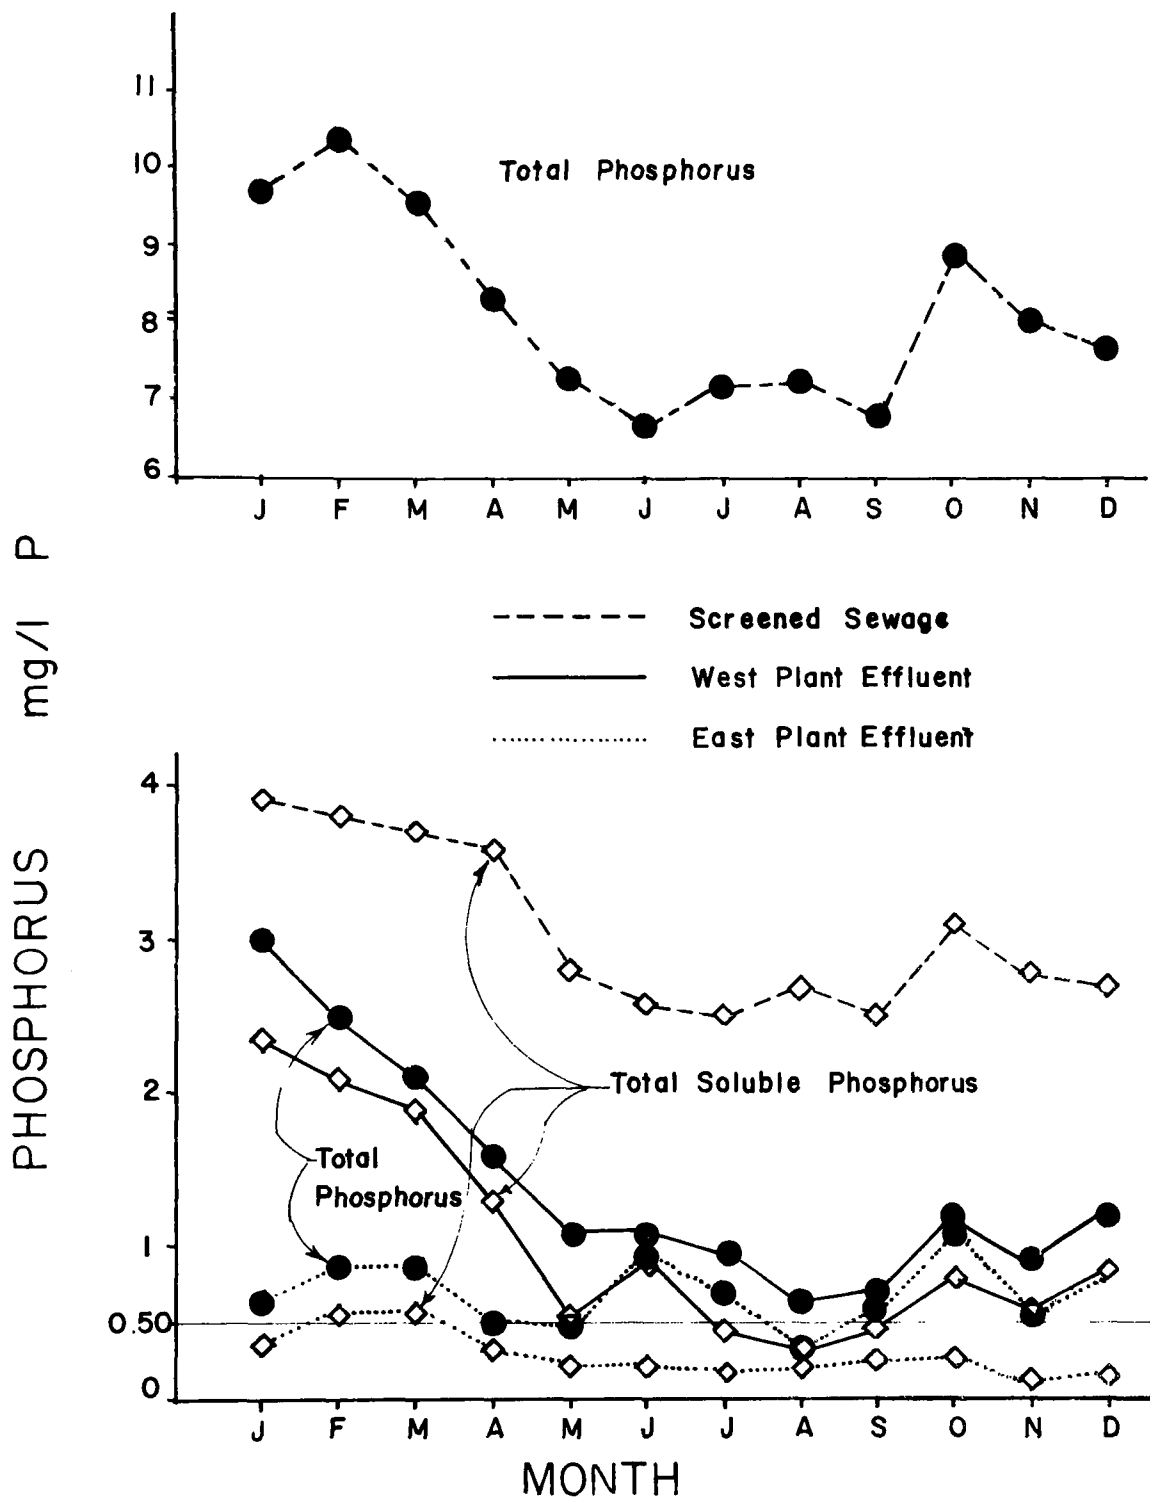 11
10
Total Phosphorus
9
8
7
6
J F M A M J J A S O N D
PHOSPHORUS mg/l P
Screened Sewage
West Plant Effluent
East Plant Effluent
4
3
2
Total Soluble Phosphorus
Total
Phosphorus
1
0.50
0
J F M A M J J A S O N D
MONTH